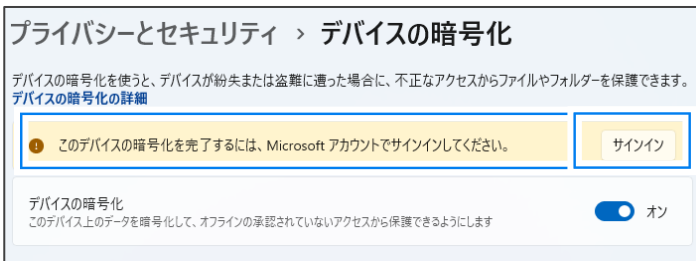 プライバシーとセキュリティ › デバイスの暗号化
デバイスの暗号化を使うと、デバイスが紛失または盗難に遭った場合に、不正なアクセスからファイルやフォルダーを保護できます。
デバイスの暗号化の詳細
このデバイスの暗号化を完了するには、Microsoft アカウントでサインインしてください。 サインイン
デバイスの暗号化
このデバイス上のデータを暗号化して、オフラインの承認されていないアクセスから保護できるようにします
オン